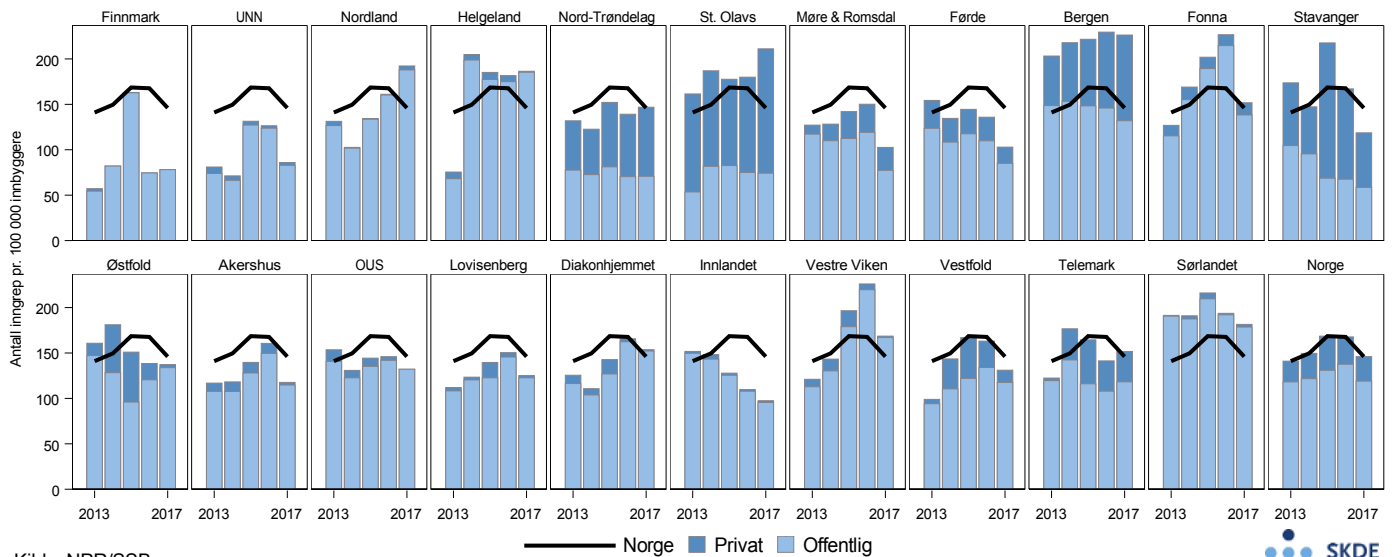 Finnmark UNN Nordland Helgeland Nord-Trøndelag St. Olavs Møre & Romsdal Førde Bergen Fonna Stavanger
200
150
100
50
0
Antall inngrep pr. 100 000 innbyggere
Østfold Akershus OUS Lovisenberg Diakonhjemmet Innlandet Vestre Viken Vestfold Telemark Sørlandet Norge
200
150
100
50
0
2013 2017 2013 2017 2013 2017 2013 2017 2013 2017 2013 2017 2013 2017 2013 2017 2013 2017 2013 2017 2013 2017
Norge Privat Offentlig
SKDE